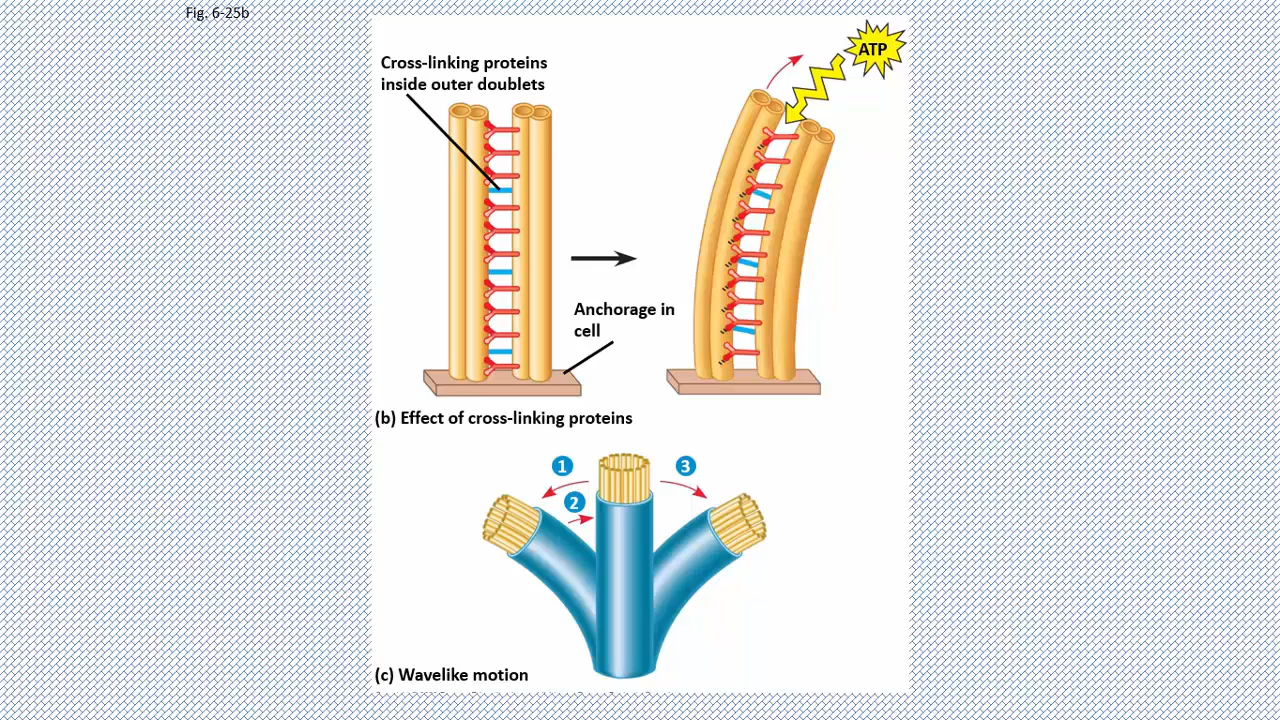 Fig. 6-25b
ATP
Cross-linking proteins
inside outer doublets
Anchorage in
cell
(b) Effect of cross-linking proteins
1
3
2
(c) Wavelike motion